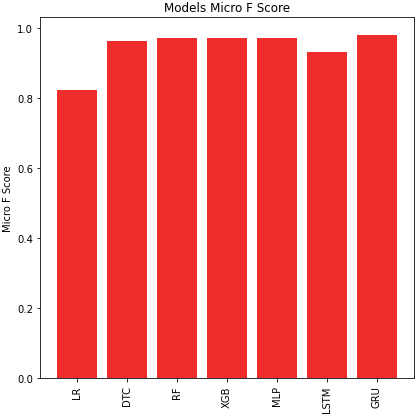 Models Micro F Score
Micro F Score
1.0
0.8
0.6
0.4
0.2
0.0
LR
DTC
RF
XGB
MLP
LSTM
GRU